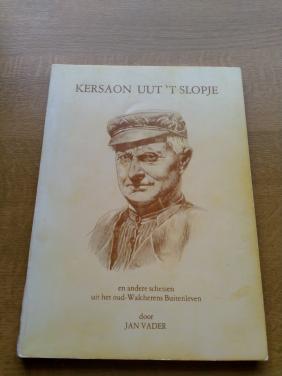 KERSAON UUT 'T SLOPJE
en andere schetsen
uit het oud-Walcherens Buitenleven
door
JAN VADER